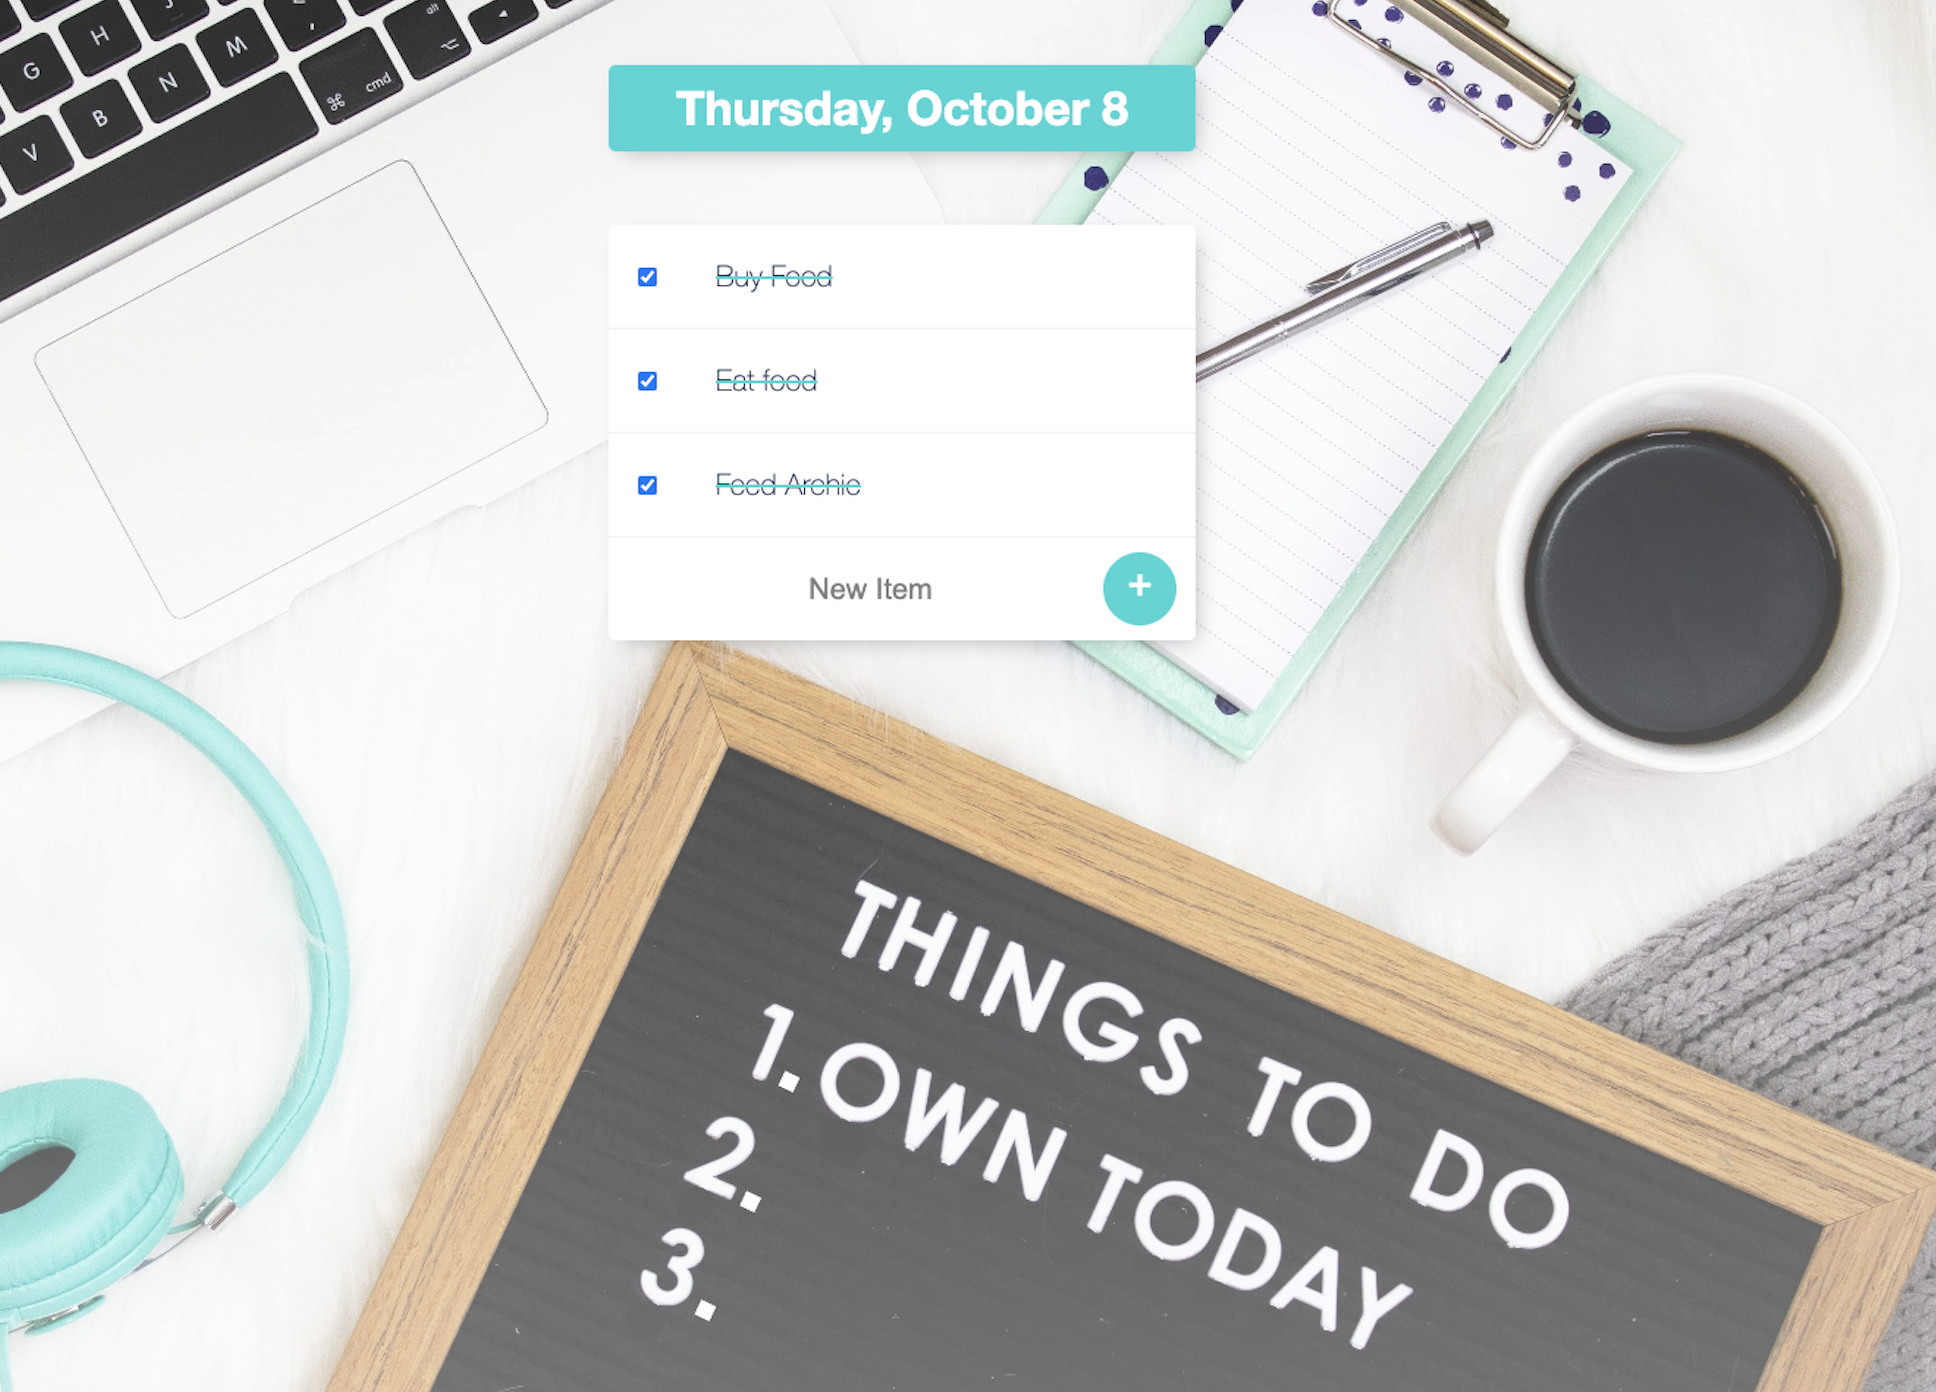 H
J
G
N
M
,
alt
⌥
V
B
⌘ cmd
Thursday, October 8
Buy Food
Eat food
Feed Archie
New Item
+
THINGS TO DO
1. OWN TODAY
2.
3.